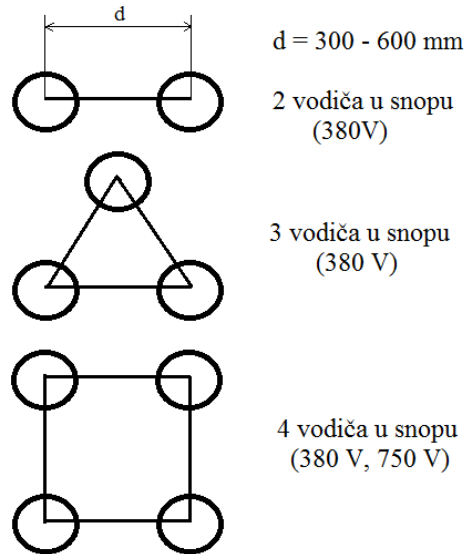 d
d = 300 - 600 mm
2 vodiča u snopu
(380V)
3 vodiča u snopu
(380 V)
4 vodiča u snopu
(380 V, 750 V)